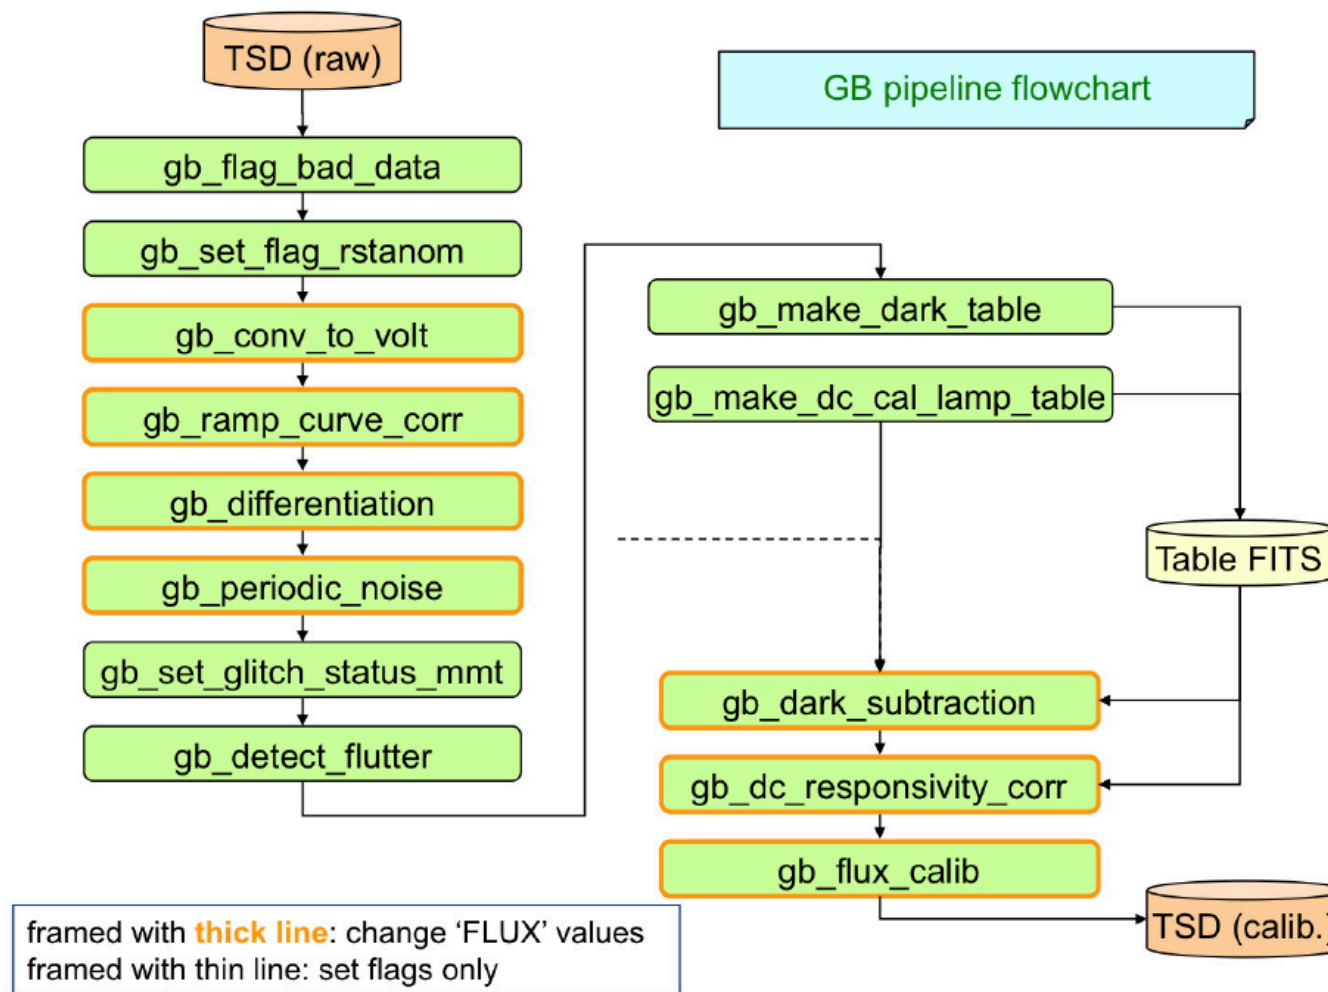 TSD (raw)
GB pipeline flowchart
gb_flag_bad_data
gb_set_flag_rstanom
gb_conv_to_volt
gb_ramp_curve_corr
gb_differentiation
gb_periodic_noise
gb_set_glitch_status_mmt
gb_detect_flutter
gb_make_dark_table
gb_make_dc_cal_lamp_table
Table FITS
gb_dark_subtraction
gb_dc_responsivity_corr
gb_flux_calib
TSD (calib.)
framed with thick line: change ‘FLUX’ values
framed with thin line: set flags only